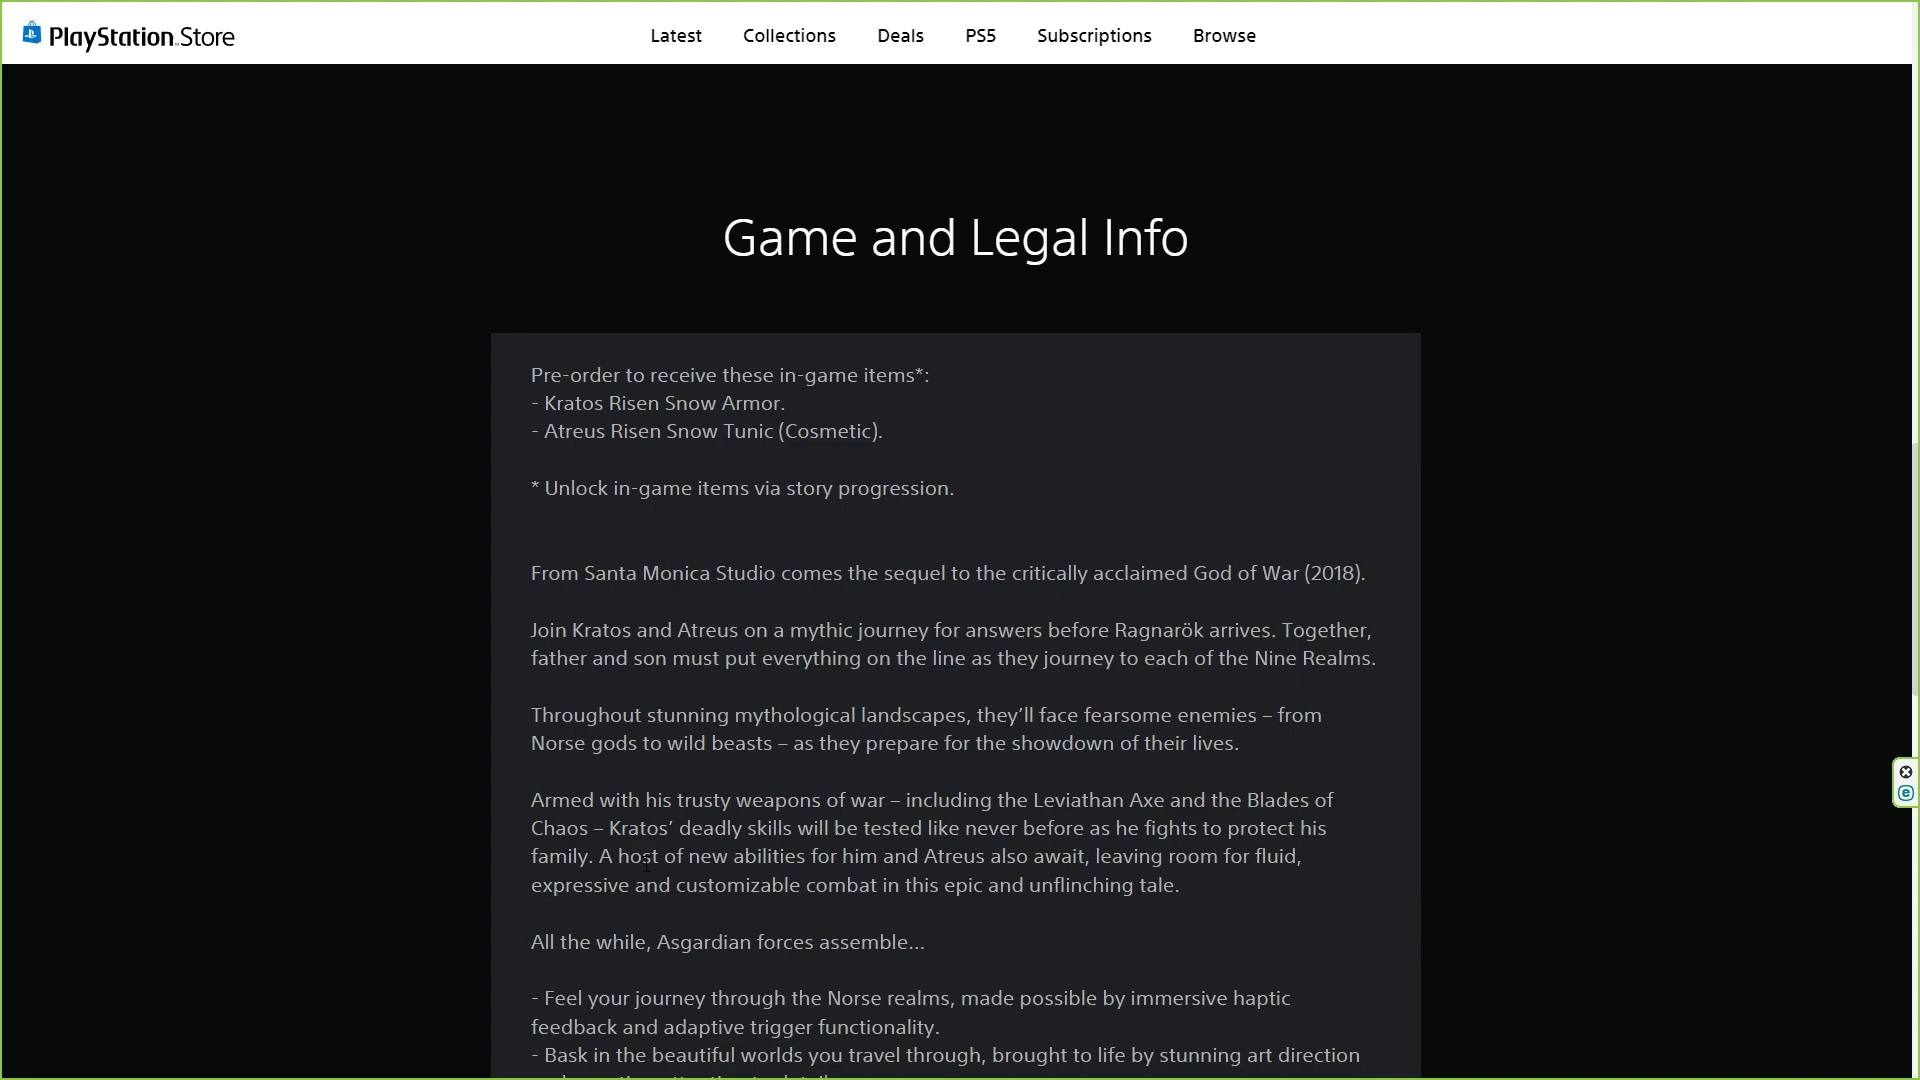 PlayStation Store
Latest
Collections
Deals
PS5
Subscriptions
Browse
Game and Legal Info
Pre-order to receive these in-game items*:
- Kratos Risen Snow Armor.
- Atreus Risen Snow Tunic (Cosmetic).
* Unlock in-game items via story progression.
From Santa Monica Studio comes the sequel to the critically acclaimed God of War (2018).
Join Kratos and Atreus on a mythic journey for answers before Ragnarök arrives. Together,
father and son must put everything on the line as they journey to each of the Nine Realms.
Throughout stunning mythological landscapes, they’ll face fearsome enemies – from
Norse gods to wild beasts – as they prepare for the showdown of their lives.
Armed with his trusty weapons of war – including the Leviathan Axe and the Blades of
Chaos – Kratos’ deadly skills will be tested like never before as he fights to protect his
family. A host of new abilities for him and Atreus also await, leaving room for fluid,
expressive and customizable combat in this epic and unflinching tale.
All the while, Asgardian forces assemble...
- Feel your journey through the Norse realms, made possible by immersive haptic
feedback and adaptive trigger functionality.
- Bask in the beautiful worlds you travel through, brought to life by stunning art direction